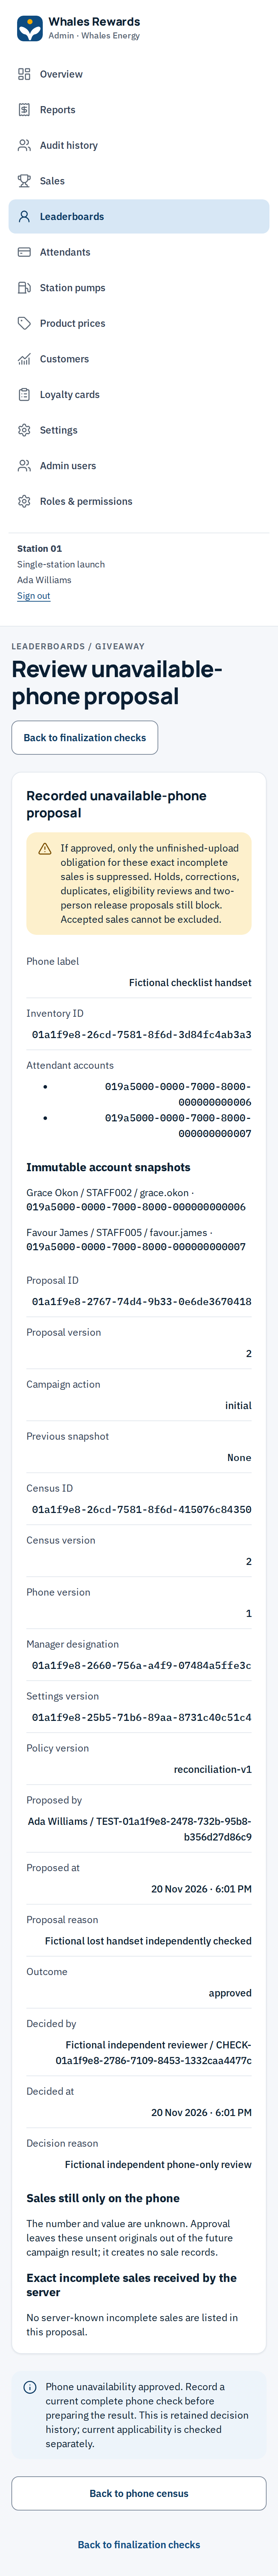 Whales Rewards
Admin · Whales Energy
Overview
Reports
Audit history
Sales
Leaderboards
Attendants
Station pumps
Product prices
Customers
Loyalty cards
Settings
Admin users
Roles & permissions
Station 01
Single-station launch
Ada Williams
Sign out
LEADERBOARDS / GIVEAWAY
Review unavailable-
phone proposal
Back to finalization checks
Recorded unavailable-phone
proposal
If approved, only the unfinished-upload
obligation for these exact incomplete
sales is suppressed. Holds, corrections,
duplicates, eligibility reviews and two-
person release proposals still block.
Accepted sales cannot be excluded.
Phone label
Fictional checklist handset
Inventory ID
01a1f9e8-26cd-7581-8f6d-3d84fc4ab3a3
Attendant accounts
• 019a5000-0000-7000-8000-
000000000006
• 019a5000-0000-7000-8000-
000000000007
Immutable account snapshots
Grace Okon / STAFF002 / grace.okon ·
019a5000-0000-7000-8000-000000000006
Favour James / STAFF005 / favour.james ·
019a5000-0000-7000-8000-000000000007
Proposal ID
01a1f9e8-2767-74d4-9b33-0e6de3670418
Proposal version
2
Campaign action
initial
Previous snapshot
None
Census ID
01a1f9e8-26cd-7581-8f6d-415076c84350
Census version
2
Phone version
1
Manager designation
01a1f9e8-2660-756a-a4f9-07484a5ffe3c
Settings version
01a1f9e8-25b5-71b6-89aa-8731c40c51c4
Policy version
reconciliation-v1
Proposed by
Ada Williams / TEST-01a1f9e8-2478-732b-95b8-
b356d27d86c9
Proposed at
20 Nov 2026 · 6:01 PM
Proposal reason
Fictional lost handset independently checked
Outcome
approved
Decided by
Fictional independent reviewer / CHECK-
01a1f9e8-2786-7109-8453-1332caa4477c
Decided at
20 Nov 2026 · 6:01 PM
Decision reason
Fictional independent phone-only review
Sales still only on the phone
The number and value are unknown. Approval
leaves these unsent originals out of the future
campaign result; it creates no sale records.
Exact incomplete sales received by the
server
No server-known incomplete sales are listed in
this proposal.
Phone unavailability approved. Record a
current complete phone check before
preparing the result. This is retained decision
history; current applicability is checked
separately.
Back to phone census
Back to finalization checks